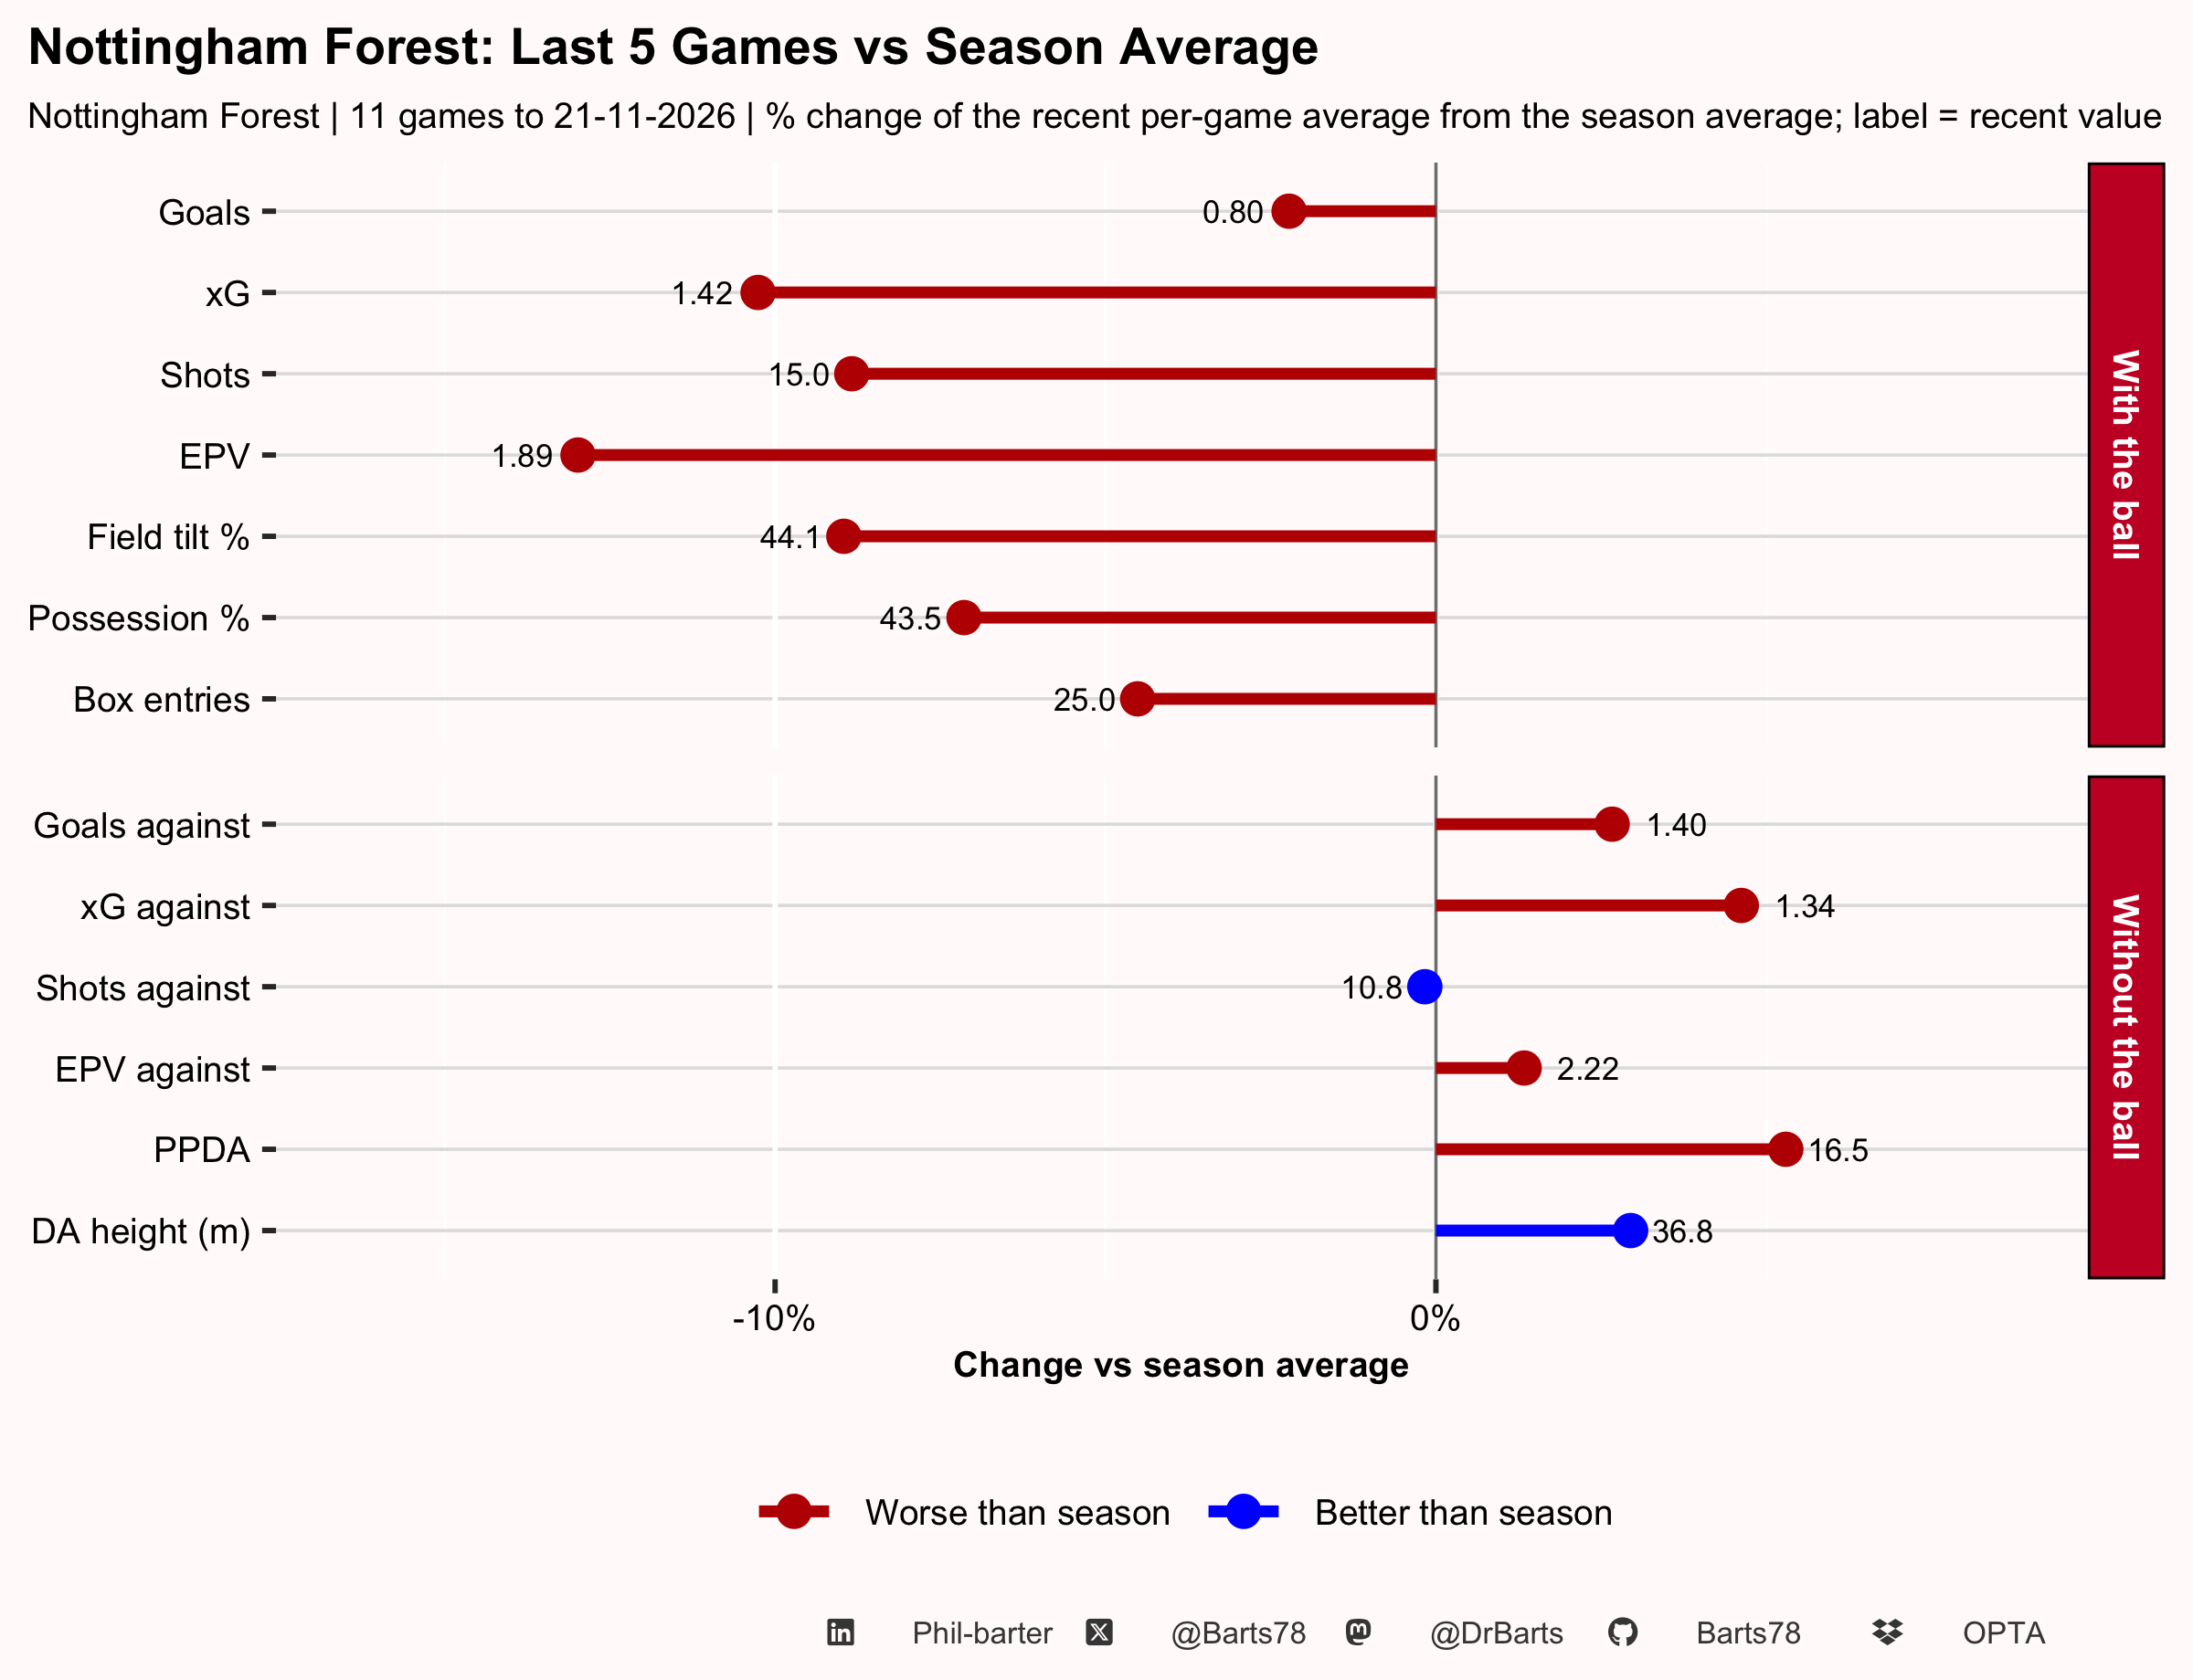 Nottingham Forest: Last 5 Games vs Season Average
Nottingham Forest | 11 games to 21-11-2026 | % change of the recent per-game average from the season average; label = recent value
With the ball
Goals 0.80
xG 1.42
Shots 15.0
EPV 1.89
Field tilt % 44.1
Possession % 43.5
Box entries 25.0
Without the ball
Goals against 1.40
xG against 1.34
Shots against 10.8
EPV against 2.22
PPDA 16.5
DA height (m) 36.8
-10% 0%
Change vs season average
Worse than season Better than season
Phil-barter @Barts78 @DrBarts Barts78 OPTA